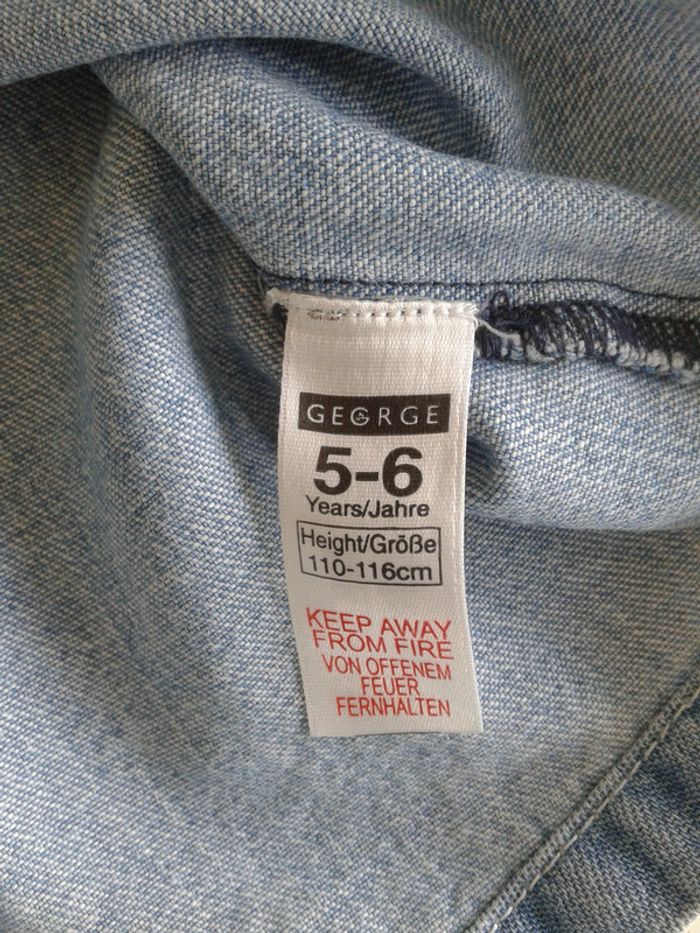 GEORGE
5-6
Years/Jahre
Height/Größe
110-116cm
KEEP AWAY
FROM FIRE
VON OFFENEM
FEUER
FERNHALTEN